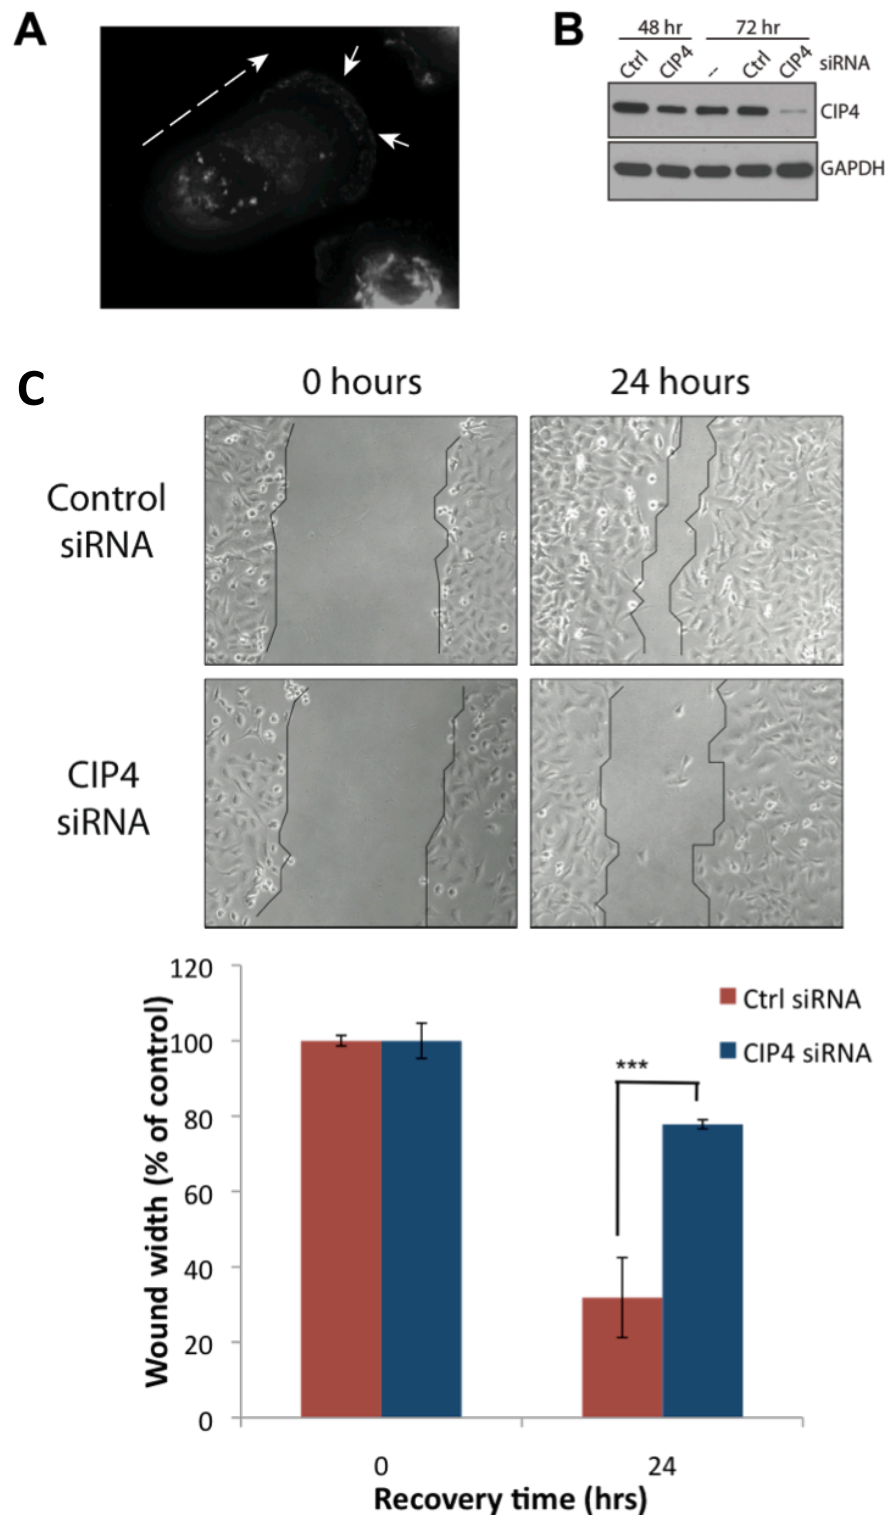 A
B
48 hr 72 hr
Ctrl CIP4 -- Ctrl CIP4 siRNA
CIP4
GAPDH
C
0 hours 24 hours
Control
siRNA
CIP4
siRNA
120
100
80
60
40
20
0
Wound width (% of control)
Ctrl siRNA
CIP4 siRNA
***
0 24
Recovery time (hrs)